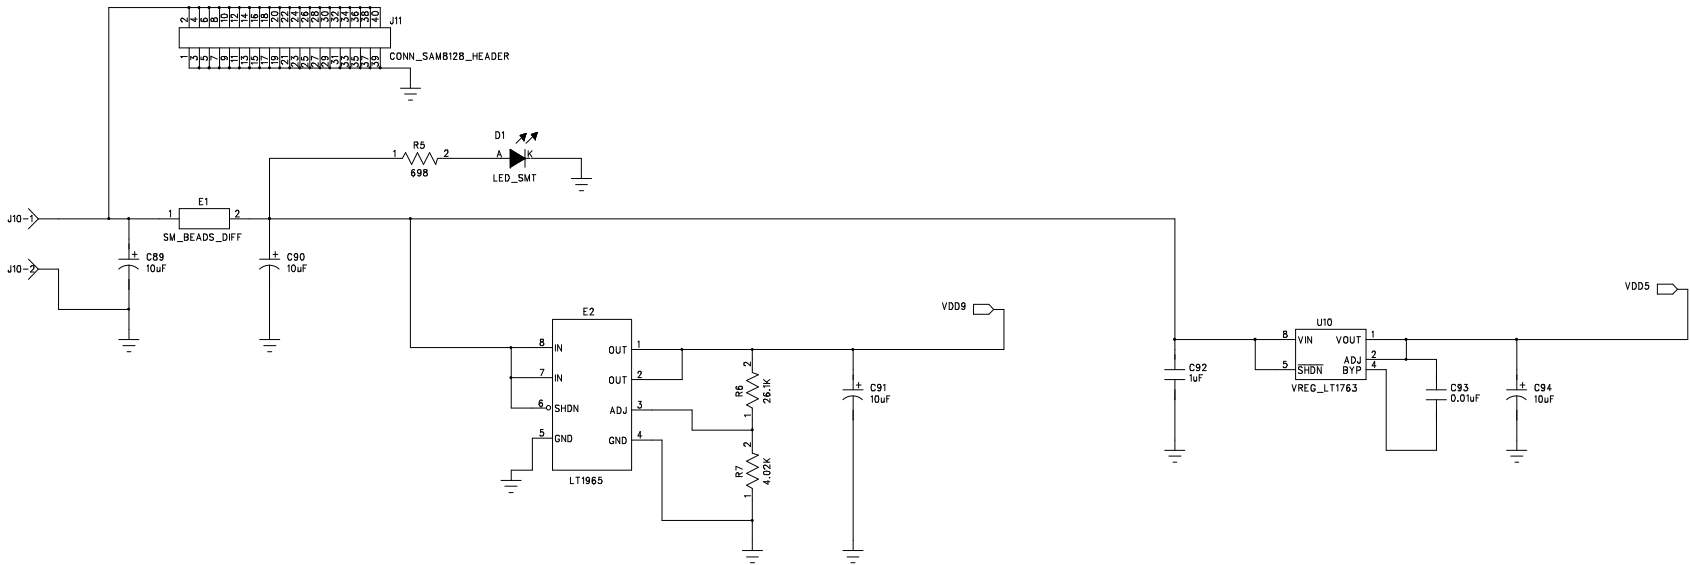 2 4 6 8 10 12 14 16 18 20 22 24 26 28 30 32 34 36 38 40
J11
1 3 5 7 9 11 13 15 17 19 21 23 25 27 29 31 33 35 37 39
CONN_SAM8128_HEADER
D1
R5
1 2 A K
698 LED_SMT
E1
J10-1 1 2
SM_BEADS_DIFF
J10-2
+ C89
10uF
+ C90
10uF
VDD9
VDD5
E2
8 IN OUT 1
7 IN OUT 2
6 SHDN ADJ 3
5 GND GND 4
LT1965
2 R6 26.1K 1
2 R7 4.02K 1
+ C91
10uF
C92
1uF
U10
8 VIN VOUT 1
ADJ 2
5 SHDN BYP 4
VREG_LT1763
C93
0.01uF
+ C94
10uF